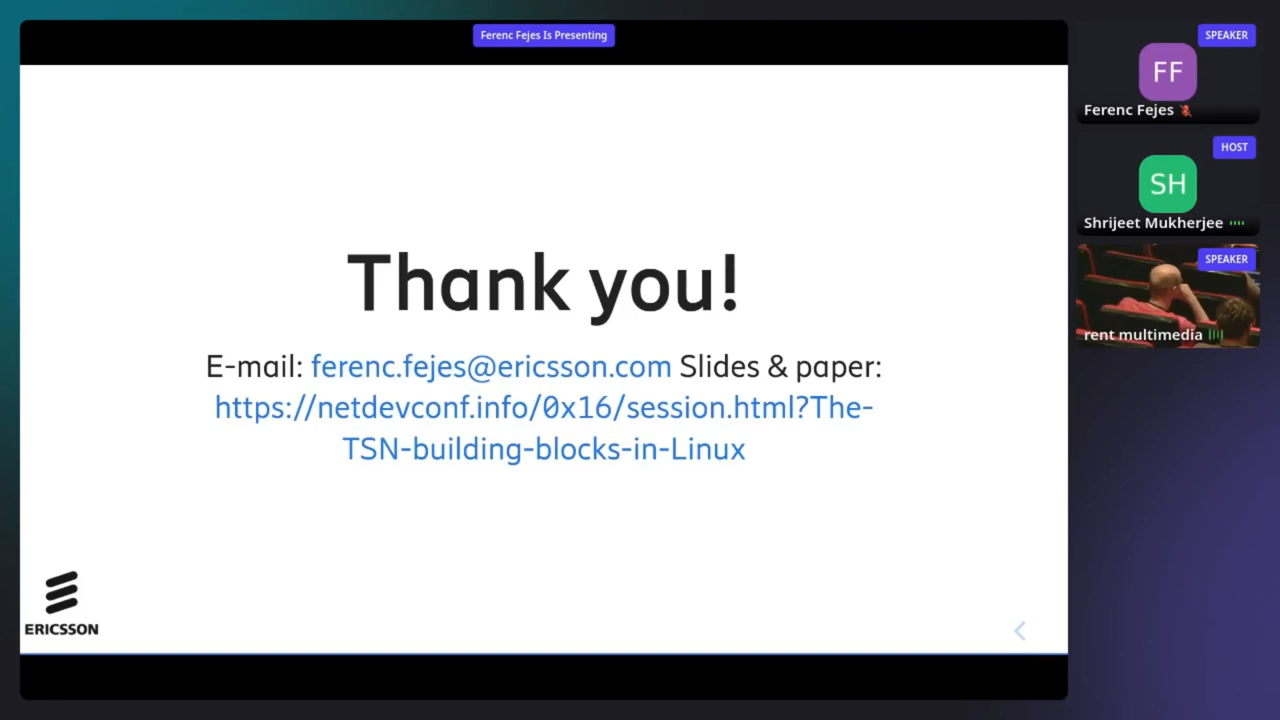 Ferenc Fejes Is Presenting
Thank you!
E-mail: ferenc.fejes@ericsson.com Slides & paper:
https://netdevconf.info/0x16/session.html?The-
TSN-building-blocks-in-Linux
ERICSSON
SPEAKER
FF
Ferenc Fejes
HOST
SH
Shrijeet Mukherjee
SPEAKER
rent multimedia